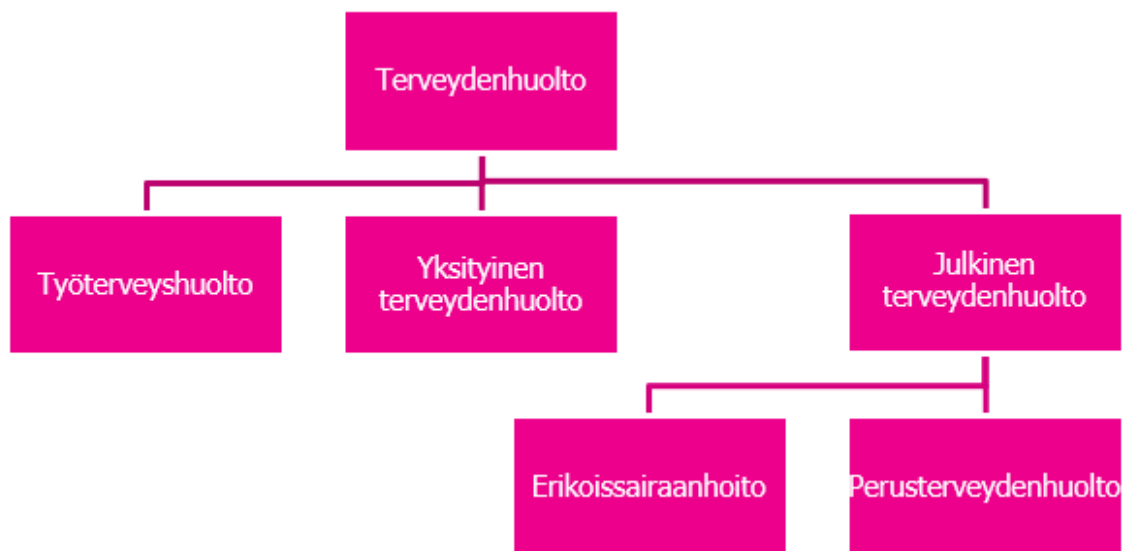 Terveydenhuolto
Työterveyshuolto
Yksityinen
terveydenhuolto
Julkinen
terveydenhuolto
Erikoissairaanhoito
Perusterveydenhuolto